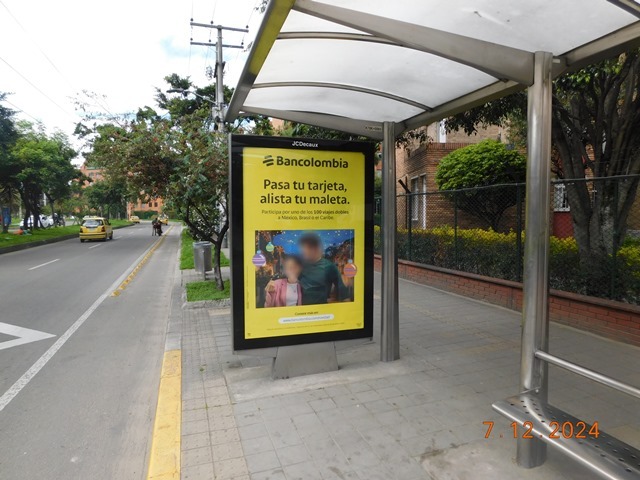 JCDecaux
Bancolombia
Pasa tu tarjeta,
alista tu maleta.
Participa por uno de los 100 viajes dobles
a México, Brasil o el Caribe.
7.12.2024